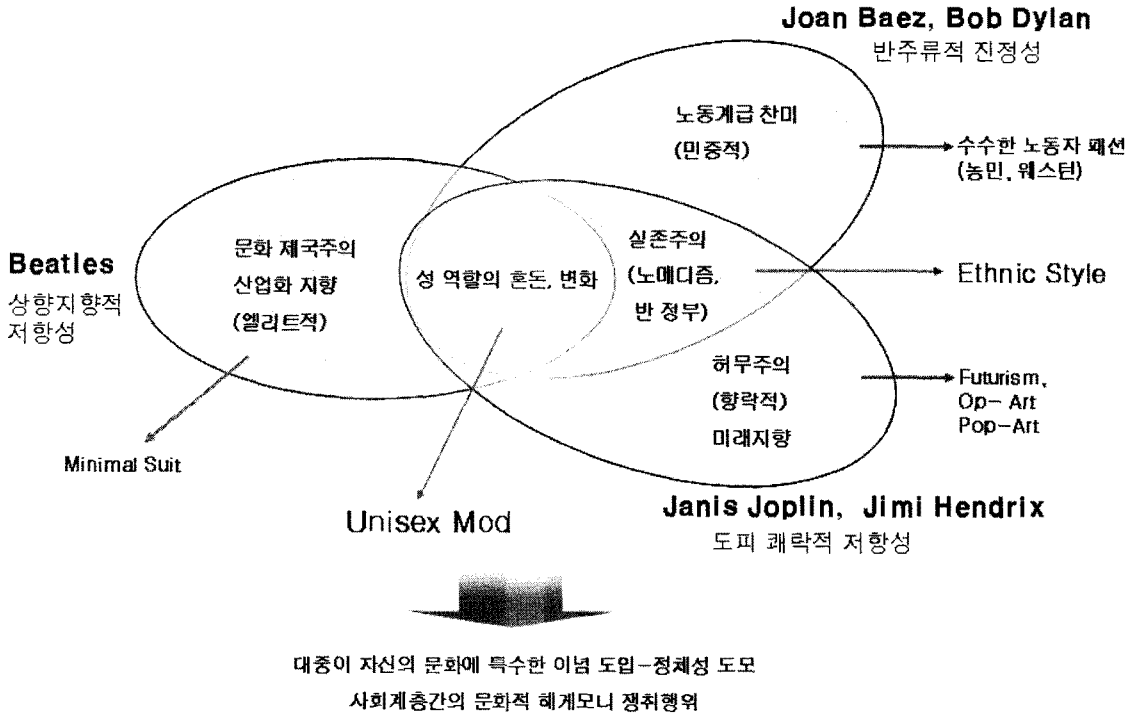 Joan Baez, Bob Dylan
반주류적 진정성
노동계급 찬미
(민중적)
수수한 노동자 패션
(농민, 웨스턴)
Beatles
상향지향적
저항성
문화 제국주의
산업화 지향
(엘리트적)
성 역할의 혼돈, 변화
실존주의
(노메디즘,
반 정부)
Ethnic Style
허무주의
(향락적)
미래지향
Futurism,
Op- Art
Pop-Art
Minimal Suit
Unisex Mod
Janis Joplin, Jimi Hendrix
도피 쾌락적 저항성
대중이 자신의 문화에 특수한 이념 도입-정체성 도모
사회계층간의 문화적 헤게모니 쟁취행위